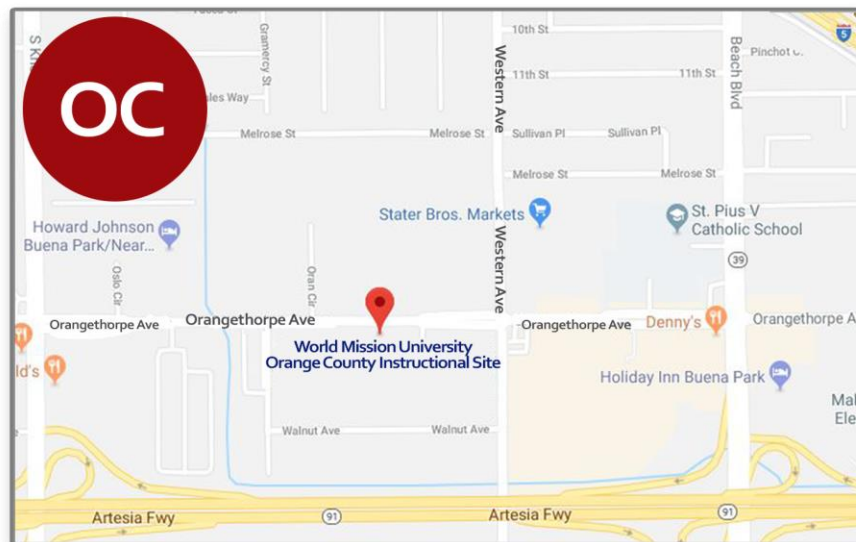 OC
10th St
11th St
11th St
Pinchot
Gramercy St
Western Ave
Beach Blvd
5
Melrose St
Melrose St
Sullivan Pl
Sullivan Pl
Melrose St
Melrose St
Stater Bros. Markets
St. Pius V
Catholic School
Howard Johnson
Buena Park/Near...
Western Ave
39
Oslo Cir
Oran Cir
Orangethorpe Ave
Orangethorpe Ave
Orangethorpe Ave
Denny's
Orangethorpe A
World Mission University
Orange County Instructional Site
ld's
Holiday Inn Buena Park
Walnut Ave
Walnut Ave
Artesia Fwy
91
Artesia Fwy
91